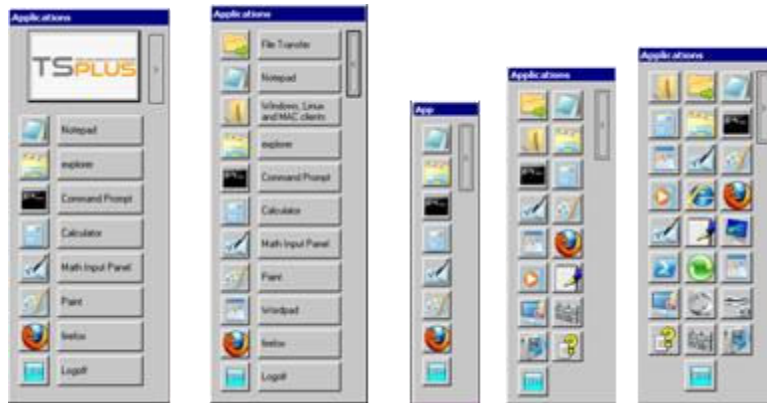 Applications
TSPLUS
Notepad
explorer
Command Prompt
Calculator
Math Input Panel
Paint
firefox
Logoff
Applications
File Transfer
Notepad
Windows, Linux
and MAC clients
explorer
Command Prompt
Calculator
Math Input Panel
Paint
Wordpad
firefox
Logoff
App
Applications
Applications